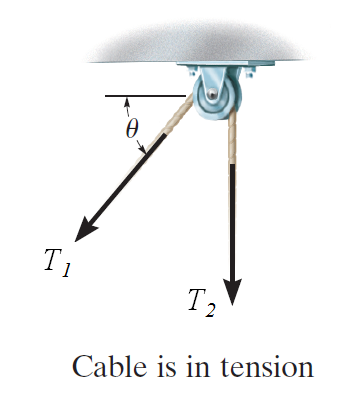 θ
T1
T2
Cable is in tension